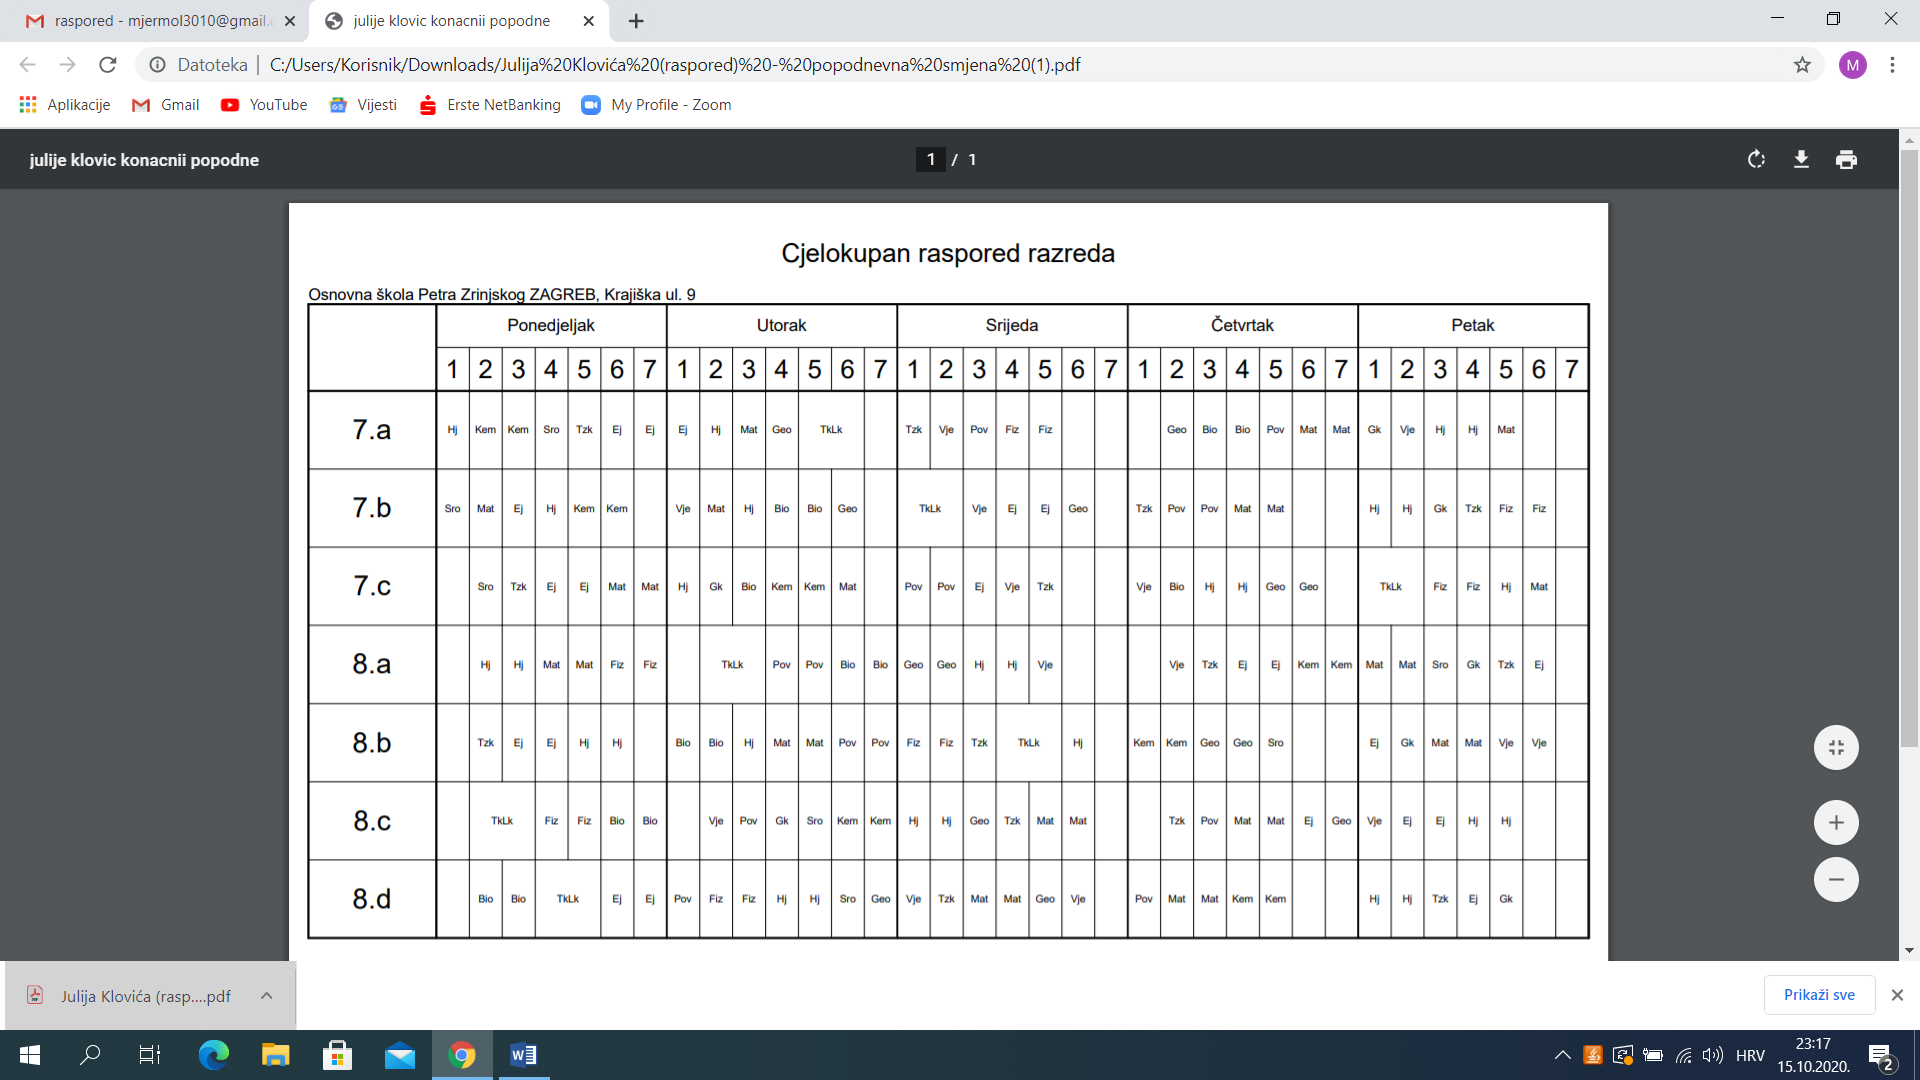 raspored - mjermol3010@gmail.c
julije klovic konacnii popodne
Datoteka | C:/Users/Korisnik/Downloads/Julija%20Klovića%20(raspored)%20-%20popodnevna%20smjena%20(1).pdf
M
Aplikacije Gmail YouTube Vijesti Erste NetBanking My Profile - Zoom
julije klovic konacnii popodne
1 / 1
Cjelokupan raspored razreda
Osnovna škola Petra Zrinjskog ZAGREB, Krajiška ul. 9
Ponedjeljak Utorak Srijeda Četvrtak Petak
1 2 3 4 5 6 7 1 2 3 4 5 6 7 1 2 3 4 5 6 7 1 2 3 4 5 6 7 1 2 3 4 5 6 7
7.a Hj Kem Kem Sro Tzk Ej Ej Ej Hj Mat Geo TkLk Tzk Vje Pov Fiz Fiz Geo Bio Bio Pov Mat Mat Gk Vje Hj Hj Mat
7.b Sro Mat Ej Hj Kem Kem Vje Mat Hj Bio Bio Geo TkLk Vje Ej Ej Geo Tzk Pov Pov Mat Mat Hj Hj Gk Tzk Fiz Fiz
7.c Sro Tzk Ej Ej Mat Mat Hj Gk Bio Kem Kem Mat Pov Pov Ej Vje Tzk Vje Bio Hj Hj Geo Geo TkLk Fiz Fiz Hj Mat
8.a Hj Hj Mat Mat Fiz Fiz TkLk Pov Pov Bio Bio Geo Geo Hj Hj Vje Vje Tzk Ej Ej Kem Kem Mat Mat Sro Gk Tzk Ej
8.b Tzk Ej Ej Hj Hj Bio Bio Hj Mat Mat Pov Pov Fiz Fiz Tzk TkLk Hj Kem Kem Geo Geo Sro Ej Gk Mat Mat Vje Vje
8.c TkLk Fiz Fiz Bio Bio Vje Pov Gk Sro Kem Kem Hj Hj Geo Tzk Mat Mat Tzk Pov Mat Mat Ej Geo Vje Ej Ej Hj Hj
8.d Bio Bio TkLk Ej Ej Pov Fiz Fiz Hj Hj Sro Geo Vje Tzk Mat Mat Geo Vje Pov Mat Mat Kem Kem Hj Hj Tzk Ej Gk
Julija Klovića (rasp....pdf
Prikaži sve
HRV
23:17
15.10.2020.
2